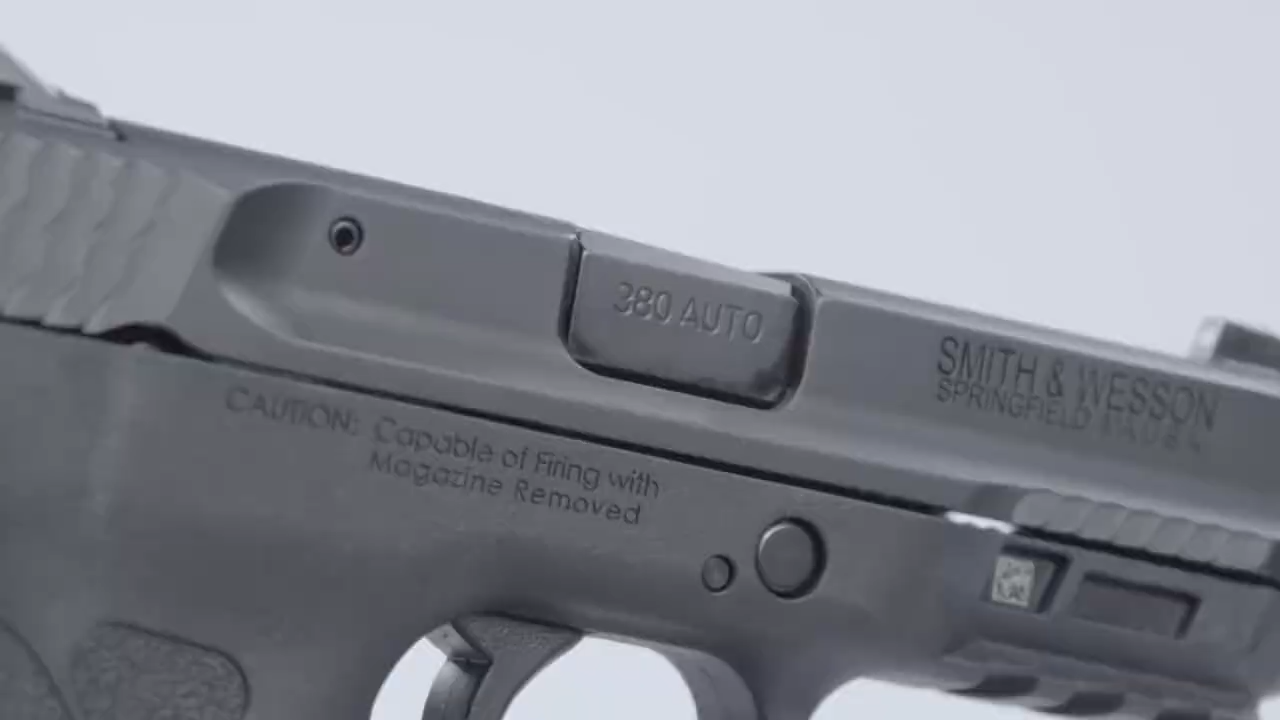 380 AUTO
SMITH & WESSON
SPRINGFIELD
CAUTION: Capable of Firing with
Magazine Removed